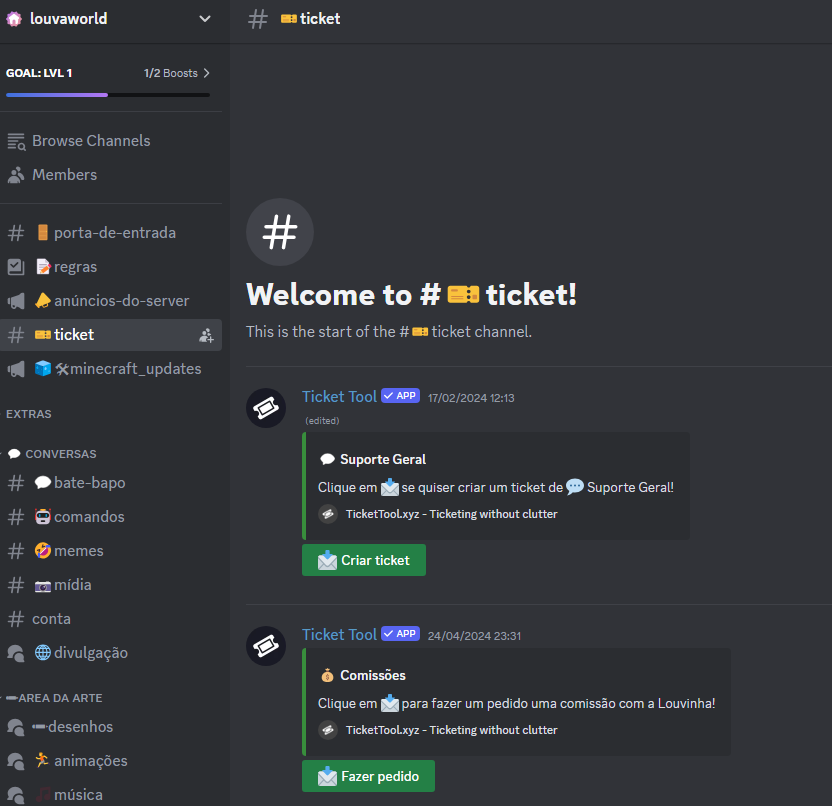 louvaworld
GOAL: LVL 1 1/2 Boosts
Browse Channels
Members
porta-de-entrada
regras
anúncios-do-server
ticket
minecraft_updates
EXTRAS
CONVERSAS
bate-bapo
comandos
memes
mídia
conta
divulgação
AREA DA ARTE
desenhos
animações
música
# ticket
Welcome to # ticket!
This is the start of the # ticket channel.
Ticket Tool APP 17/02/2024 12:13
(edited)
Suporte Geral
Clique em se quiser criar um ticket de Suporte Geral!
TicketTool.xyz - Ticketing without clutter
Criar ticket
Ticket Tool APP 24/04/2024 23:31
Comissões
Clique em para fazer um pedido uma comissão com a Louvinha!
TicketTool.xyz - Ticketing without clutter
Fazer pedido